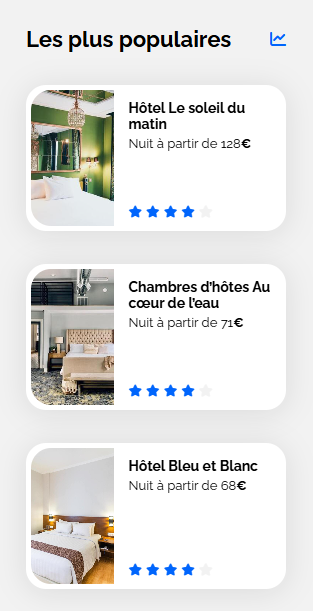 Les plus populaires
Hôtel Le soleil du
matin
Nuit à partir de 128€
Chambres d'hôtes Au
cœur de l'eau
Nuit à partir de 71€
Hôtel Bleu et Blanc
Nuit à partir de 68€